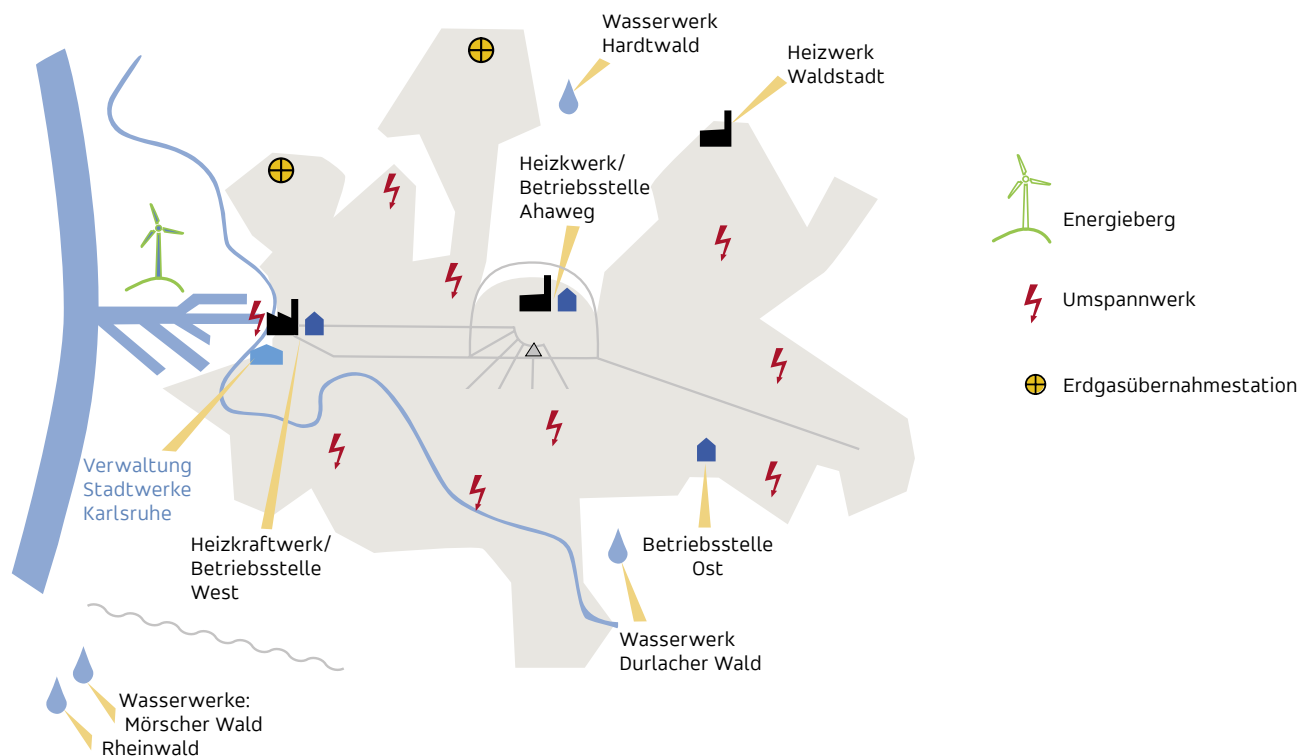 Wasserwerk
Hardtwald
Heizwerk
Waldstadt
Heizkwerk/
Betriebsstelle
Ahaweg
Energieberg
Umspannwerk
Erdgasübernahmestation
Verwaltung
Stadtwerke
Karlsruhe
Heizkraftwerk/
Betriebsstelle
West
Betriebsstelle
Ost
Wasserwerk
Durlacher Wald
Wasserwerke:
Mörscher Wald
Rheinwald